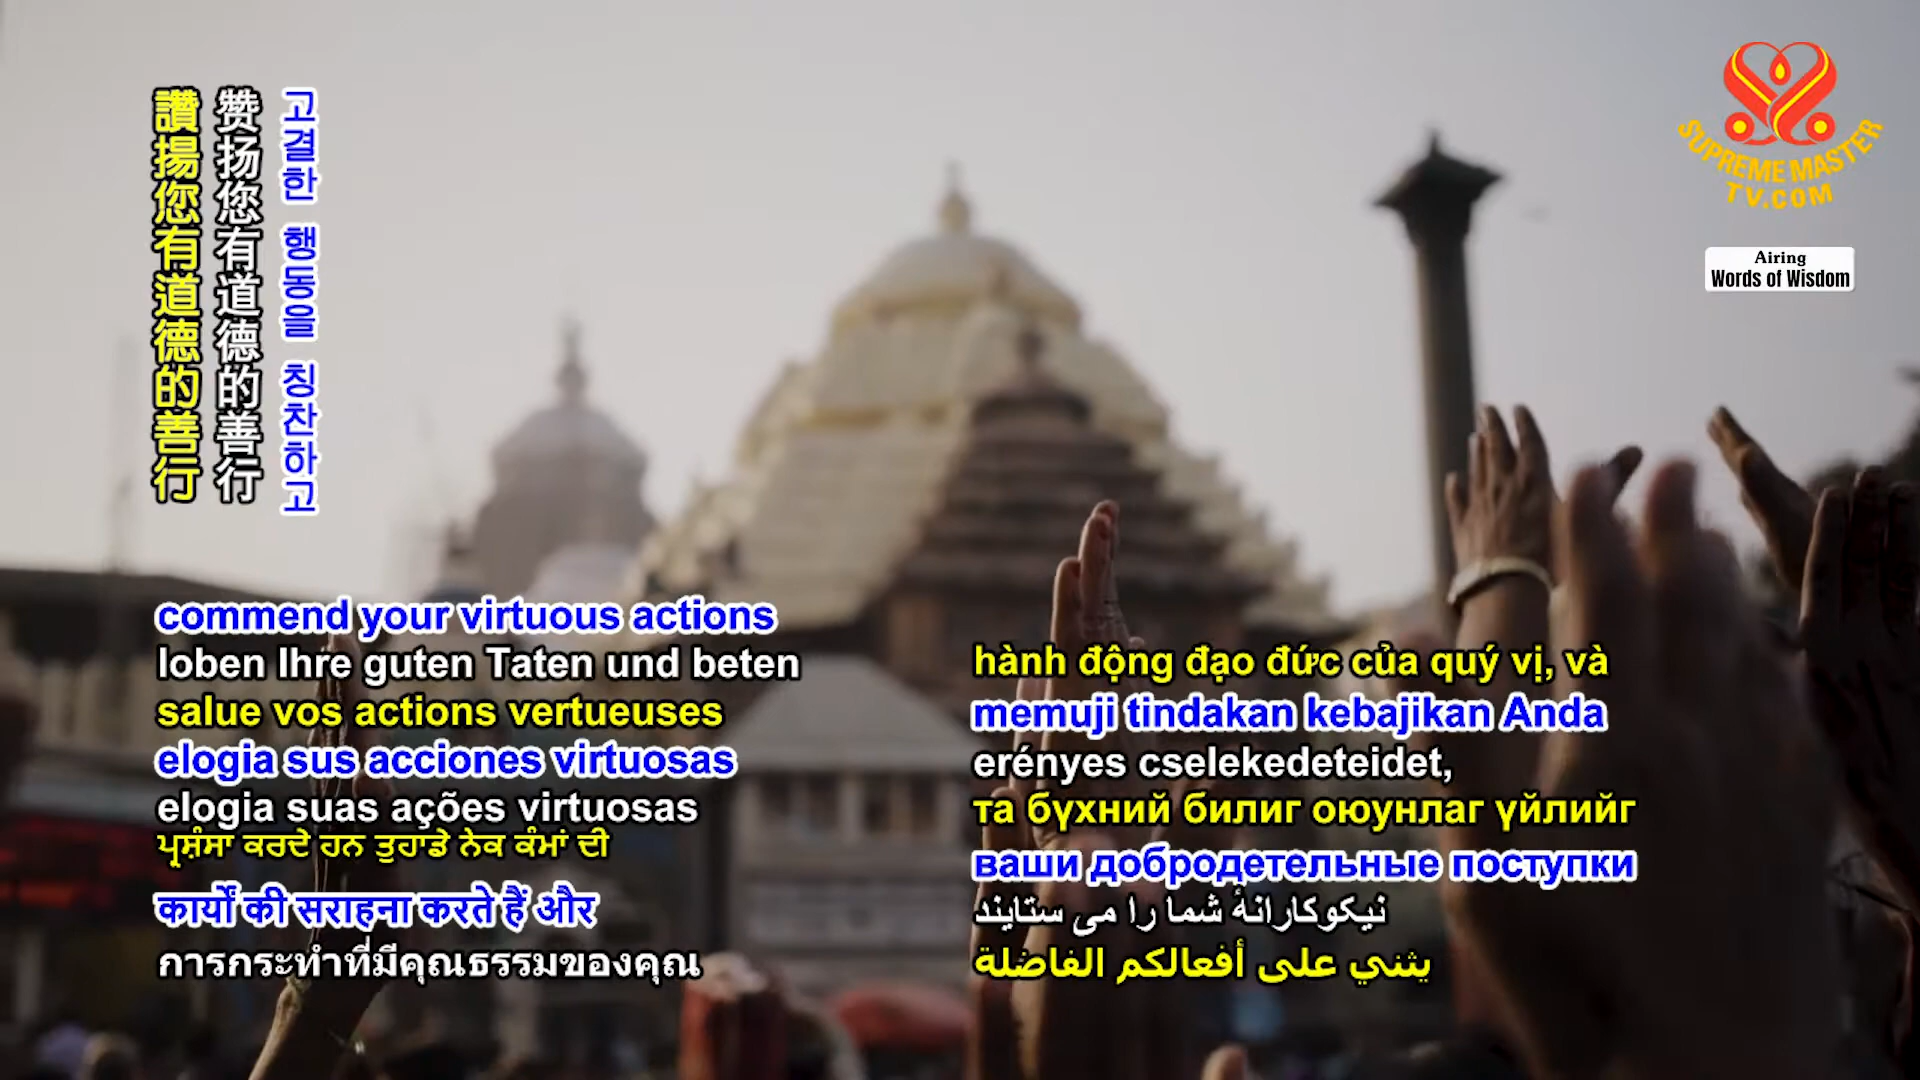 讚揚您有道德的善行
赞扬您有道德的善行
고결한 행동을 칭찬하고
commend your virtuous actions
loben Ihre guten Taten und beten
salue vos actions vertueuses
elogia sus acciones virtuosas
elogia suas ações virtuosas
ਪ੍ਰਸ਼ੰਸਾ ਕਰਦੇ ਹਨ ਤੁਹਾਡੇ ਨੇਕ ਕੰਮਾਂ ਦੀ
कार्यों की सराहना करते हैं और
การกระทำที่มีคุณธรรมของคุณ
hành động đạo đức của quý vị, và
memuji tindakan kebajikan Anda
erényes cselekedeteidet,
та бүхний билиг оюунлаг үйлийг
ваши добродетельные поступки
نیکوکارانۀ شما را می ستایند
يثني على أفعالكم الفاضلة
SUPREME MASTER
TV.COM
Airing
Words of Wisdom